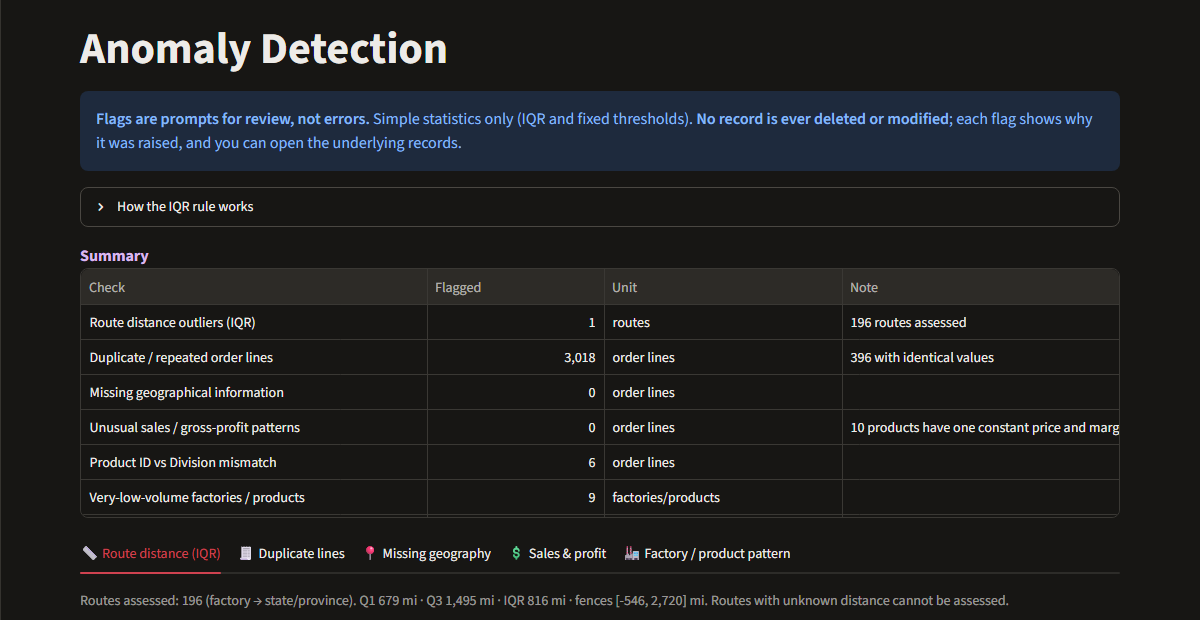 Anomaly Detection
Flags are prompts for review, not errors. Simple statistics only (IQR and fixed thresholds). No record is ever deleted or modified; each flag shows why
it was raised, and you can open the underlying records.
How the IQR rule works
Summary
Check Flagged Unit Note
Route distance outliers (IQR) 1 routes 196 routes assessed
Duplicate / repeated order lines 3,018 order lines 396 with identical values
Missing geographical information 0 order lines
Unusual sales / gross-profit patterns 0 order lines 10 products have one constant price and marg
Product ID vs Division mismatch 6 order lines
Very-low-volume factories / products 9 factories/products
Route distance (IQR) Duplicate lines Missing geography Sales & profit Factory / product pattern
Routes assessed: 196 (factory → state/province). Q1 679 mi · Q3 1,495 mi · IQR 816 mi · fences [-546, 2,720] mi. Routes with unknown distance cannot be assessed.